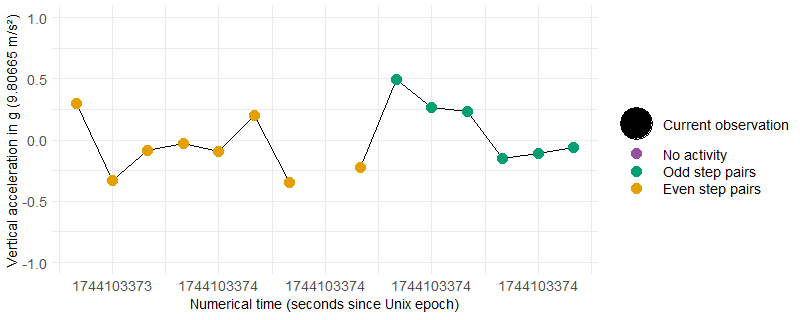 Vertical acceleration in g (9.80665 m/s²)
1.0
0.5
0.0
-0.5
-1.0
1744103373 1744103374 1744103374 1744103374 1744103374
Numerical time (seconds since Unix epoch)
Current observation
No activity
Odd step pairs
Even step pairs